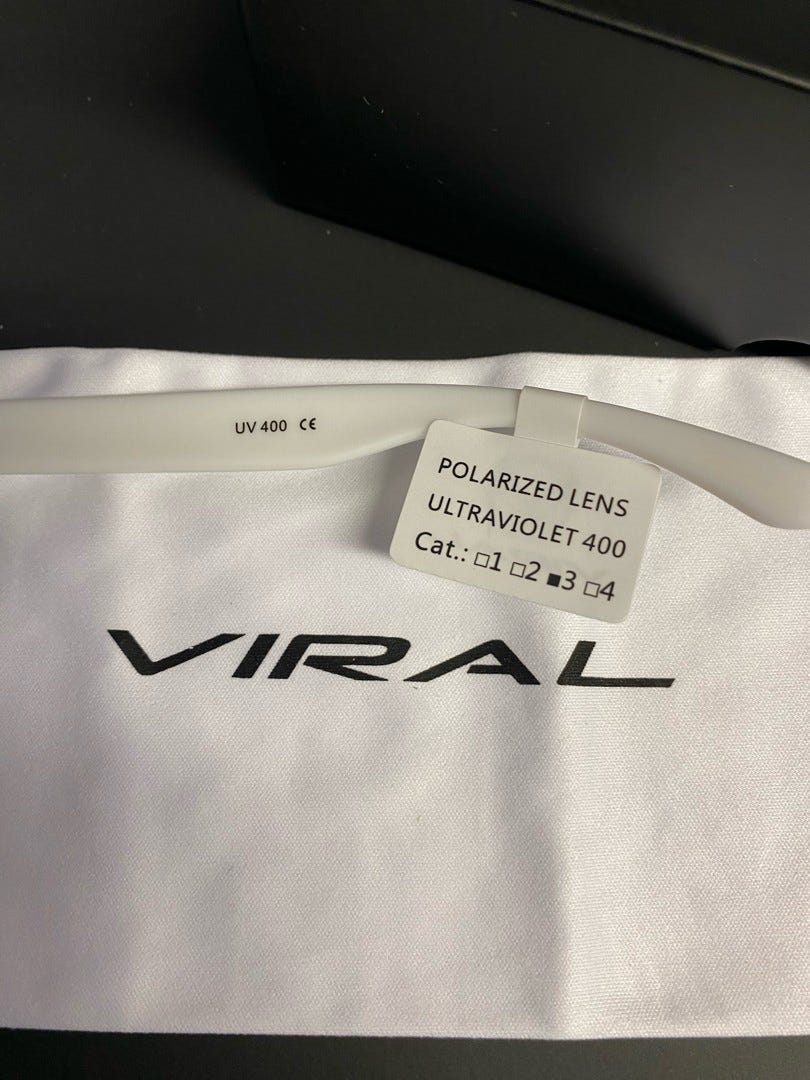 UV 400 CE
POLARIZED LENS
ULTRAVIOLET 400
Cat.: □1 □2 ■3 □4
VIRAL